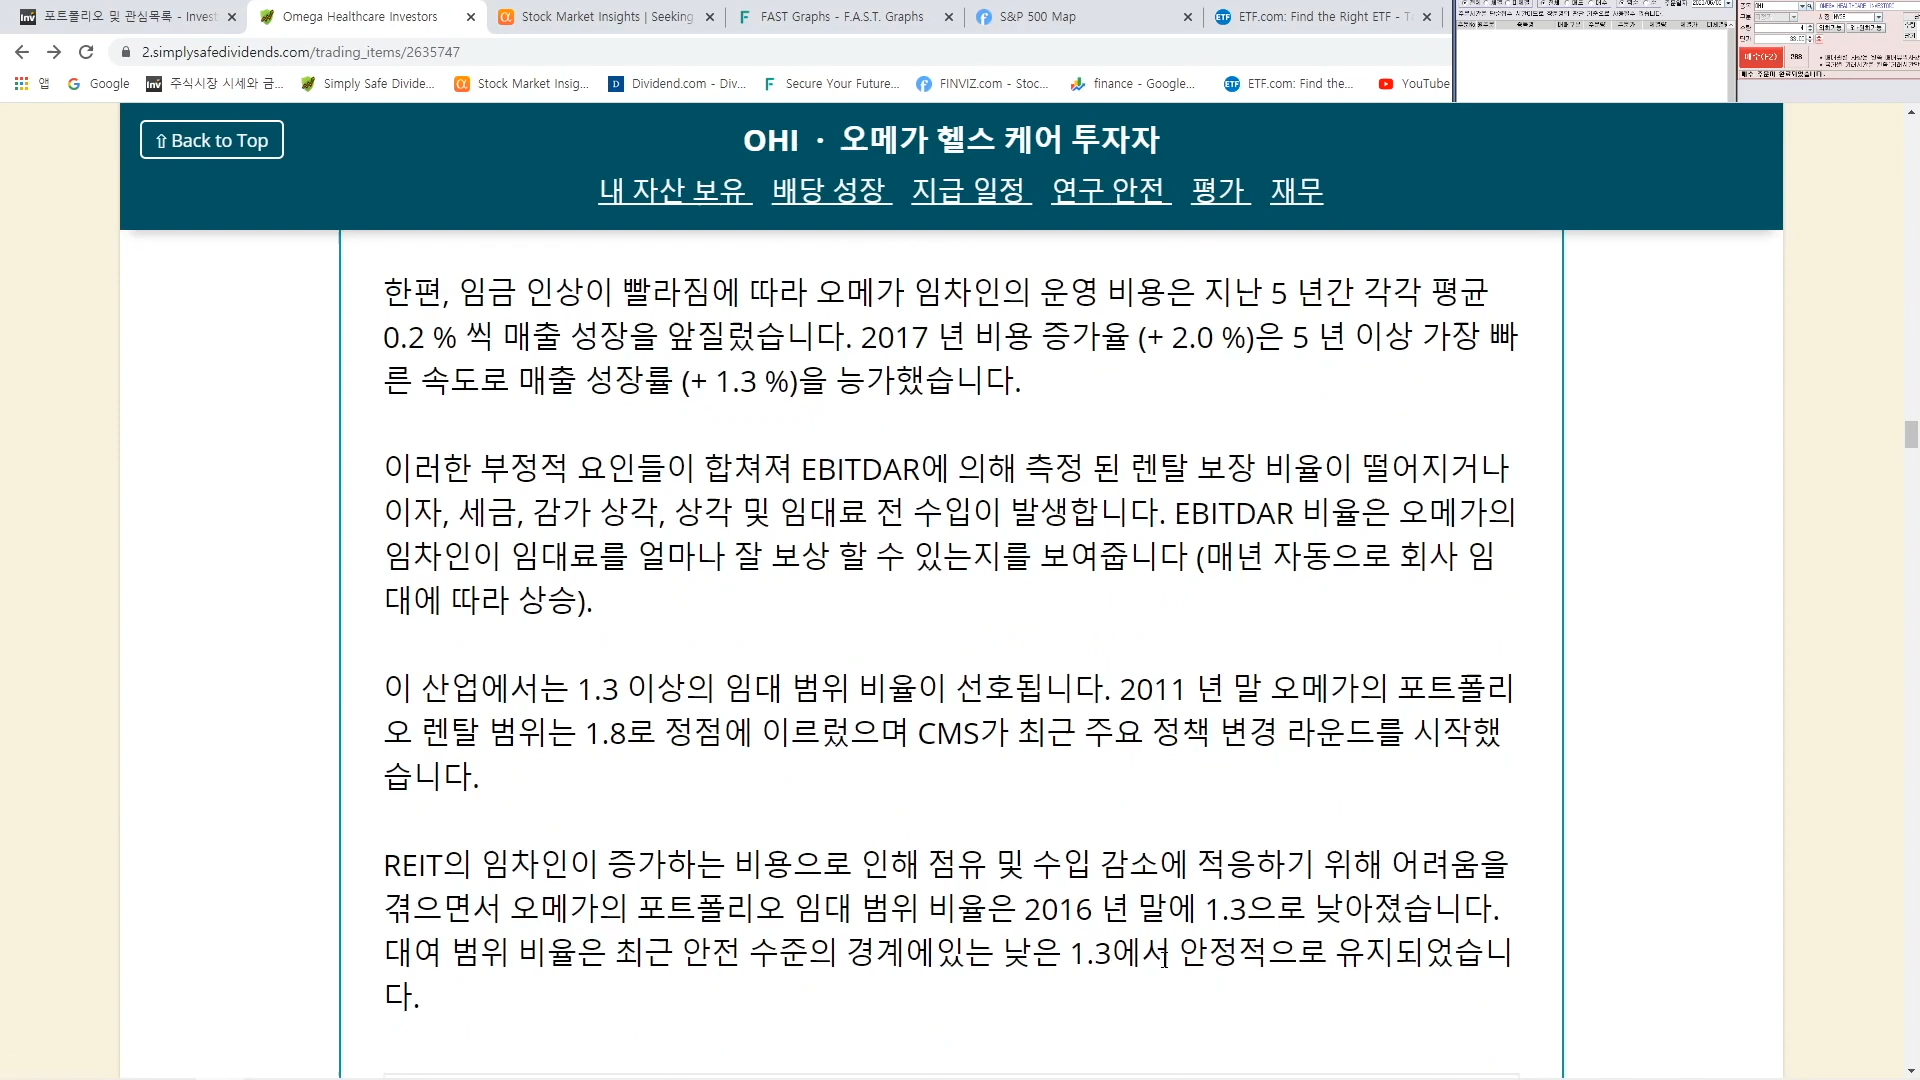 포트폴리오 및 관심목록 - Invest
Omega Healthcare Investors
Stock Market Insights | Seeking
FAST Graphs - F.A.S.T. Graphs
S&P 500 Map
ETF.com: Find the Right ETF - T
2.simplysafedividends.com/trading_items/2635747
앱
Google
주식시장 시세와 금...
Simply Safe Divide...
Stock Market Insig...
Dividend.com - Div...
Secure Your Future...
FINVIZ.com - Stoc...
finance - Google...
ETF.com: Find the...
YouTube
매수(F2)
⇧Back to Top
OHI · 오메가 헬스 케어 투자자
내 자산 보유 배당 성장 지급 일정 연구 안전 평가 재무
한편, 임금 인상이 빨라짐에 따라 오메가 임차인의 운영 비용은 지난 5 년간 각각 평균
0.2 % 씩 매출 성장을 앞질렀습니다. 2017 년 비용 증가율 (+ 2.0 %)은 5 년 이상 가장 빠
른 속도로 매출 성장률 (+ 1.3 %)을 능가했습니다.
이러한 부정적 요인들이 합쳐져 EBITDAR에 의해 측정 된 렌탈 보장 비율이 떨어지거나
이자, 세금, 감가 상각, 상각 및 임대료 전 수입이 발생합니다. EBITDAR 비율은 오메가의
임차인이 임대료를 얼마나 잘 보상 할 수 있는지를 보여줍니다 (매년 자동으로 회사 임
대에 따라 상승).
이 산업에서는 1.3 이상의 임대 범위 비율이 선호됩니다. 2011 년 말 오메가의 포트폴리
오 렌탈 범위는 1.8로 정점에 이르렀으며 CMS가 최근 주요 정책 변경 라운드를 시작했
습니다.
REIT의 임차인이 증가하는 비용으로 인해 점유 및 수입 감소에 적응하기 위해 어려움을
겪으면서 오메가의 포트폴리오 임대 범위 비율은 2016 년 말에 1.3으로 낮아졌습니다.
대여 범위 비율은 최근 안전 수준의 경계에있는 낮은 1.3에서 안정적으로 유지되었습니
다.